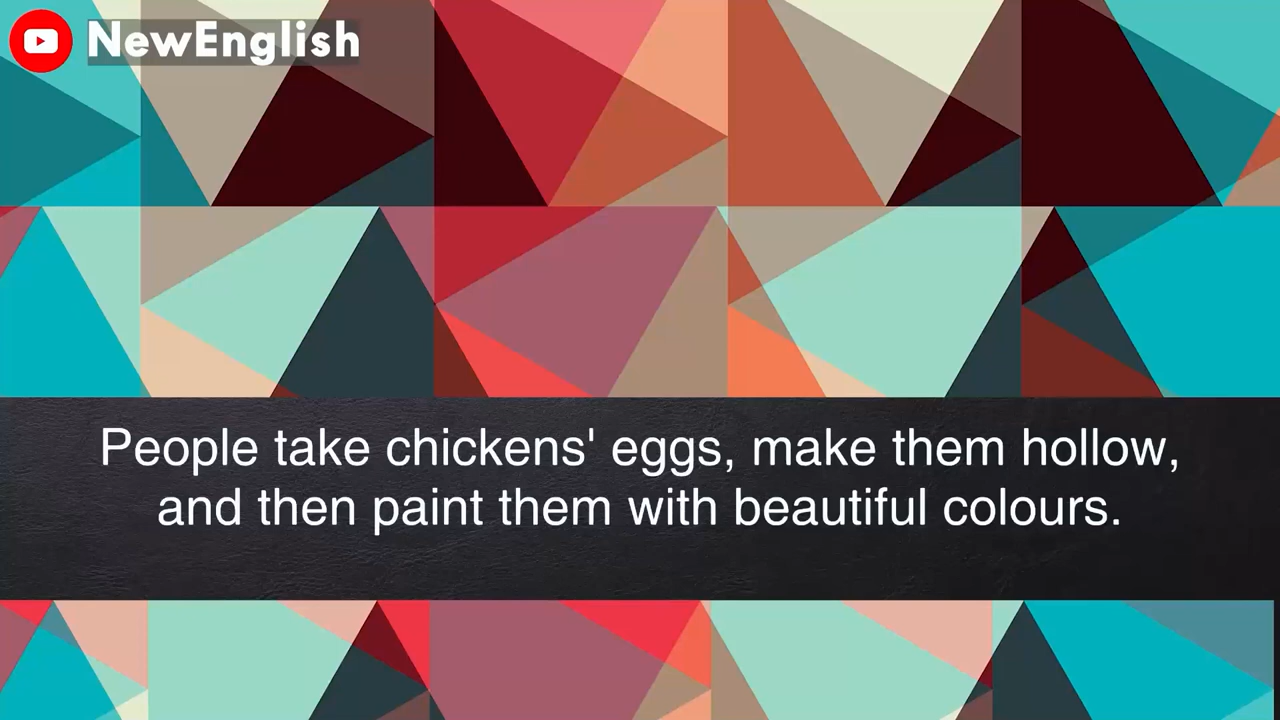 NewEnglish
People take chickens' eggs, make them hollow,
and then paint them with beautiful colours.